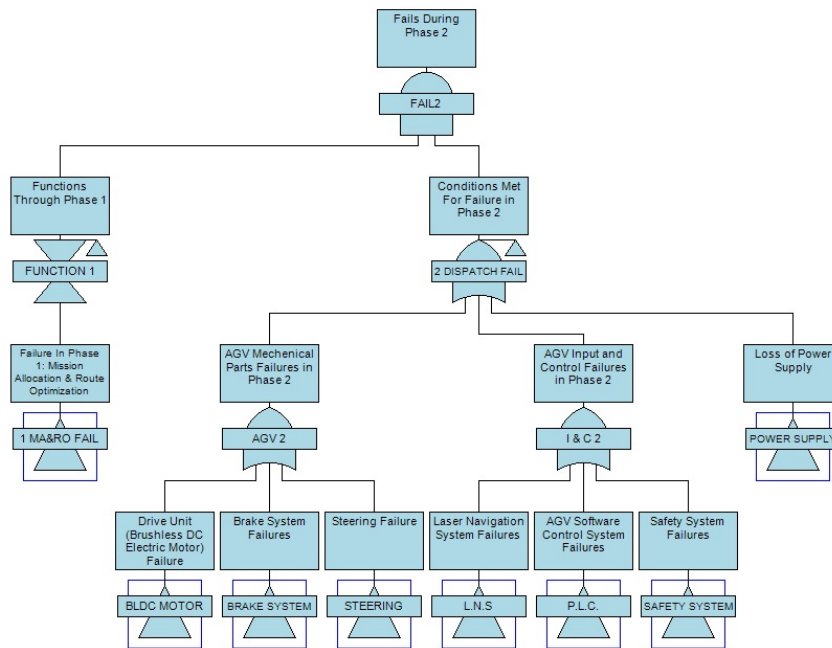 Fails During
Phase 2
FAIL2
Functions
Through Phase 1
FUNCTION 1
Conditions Met
For Failure in
Phase 2
2 DISPATCH FAIL
Failure In Phase
1: Mission
Allocation & Route
Optimization
1 MA&RO FAIL
AGV Mechenical
Parts Failures in
Phase 2
AGV 2
AGV Input and
Control Failures
in Phase 2
I & C 2
Loss of Power
Supply
POWER SUPPLY
Drive Unit
(Brushless DC
Electric Motor)
Failure
BLDC MOTOR
Brake System
Failures
BRAKE SYSTEM
Steering Failure
STEERING
Laser Navigation
System Failures
L.N.S
AGV Software
Control System
Failures
P.L.C.
Safety System
Failures
SAFETY SYSTEM